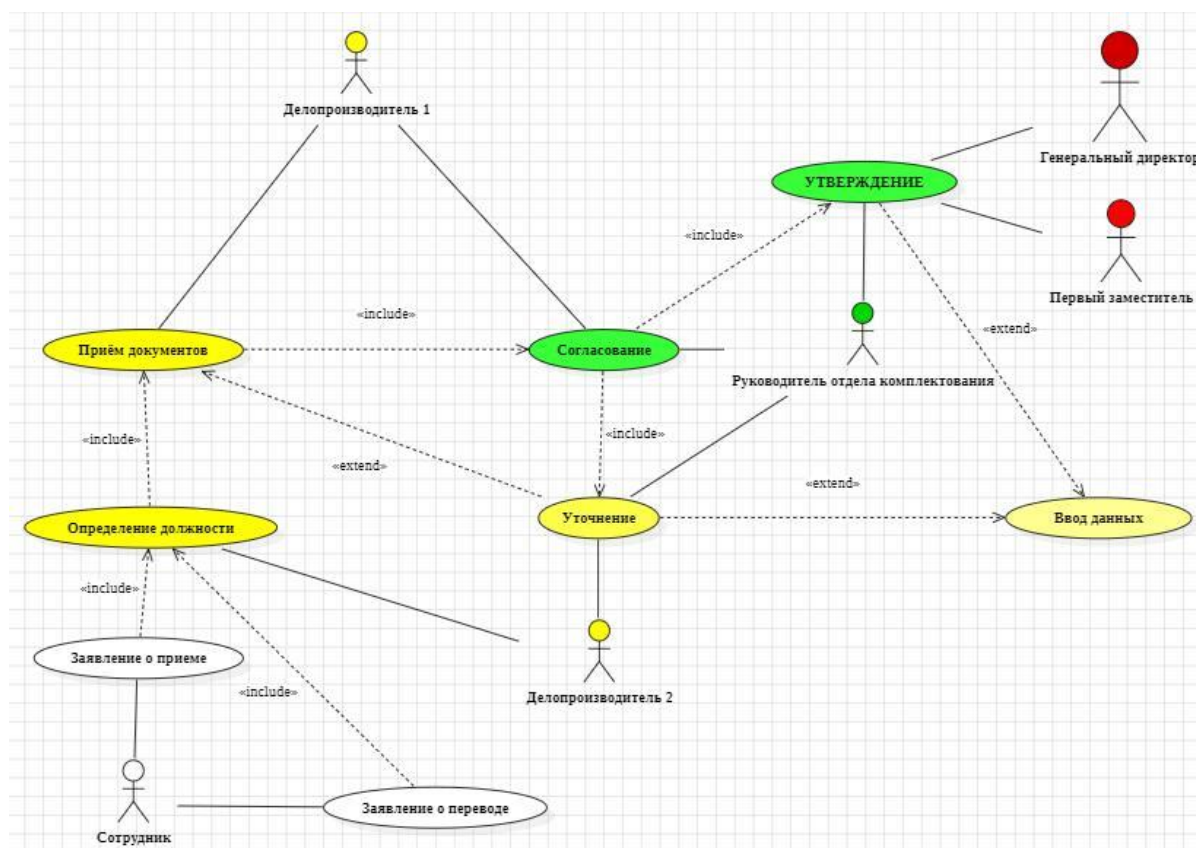 Делопроизводитель 1
Генеральный директор
УТВЕРЖДЕНИЕ
«include»
Первый заместитель
«include»
«extend»
Приём документов
Согласование
Руководитель отдела комплектования
«include»
«include»
«extend»
«extend»
Уточнение
Ввод данных
Определение должности
«include»
Заявление о приеме
«include»
Делопроизводитель 2
Заявление о переводе
Сотрудник